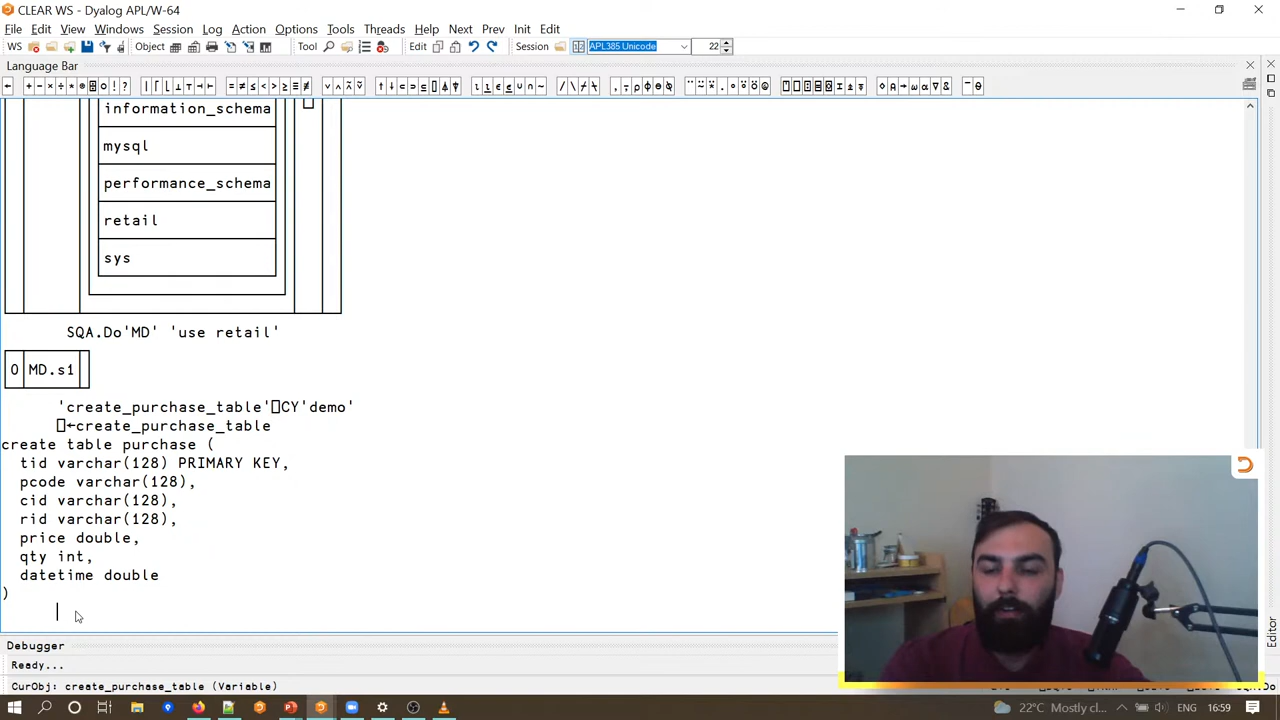 CLEAR WS - Dyalog APL/W-64
File Edit View Windows Session Log Action Options Tools Threads Help Next Prev Init Edit
WS Object Tool Edit Session APL385 Unicode 22
Language Bar
information_schema
mysql
performance_schema
retail
sys
SQA.Do'MD' 'use retail'
0 MD.s1
'create_purchase_table'⎕CY'demo'
⎕←create_purchase_table
create table purchase (
tid varchar(128) PRIMARY KEY,
pcode varchar(128),
cid varchar(128),
rid varchar(128),
price double,
qty int,
datetime double
)
Debugger
Ready...
CurObj: create_purchase_table (Variable)
Editor
22°C Mostly cl... ENG 16:59